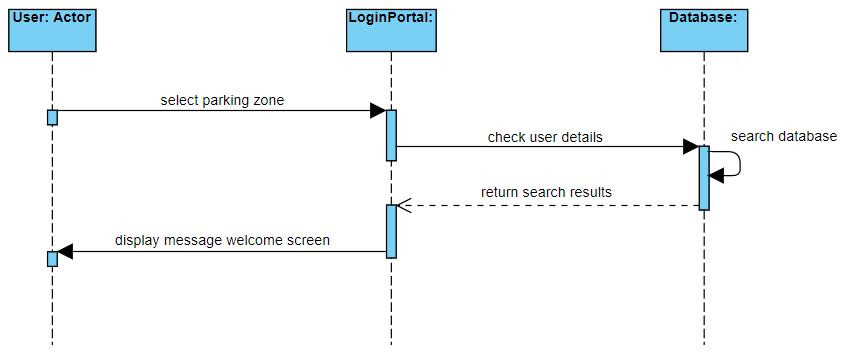 User: Actor
LoginPortal:
Database:
select parking zone
check user details
search database
return search results
display message welcome screen